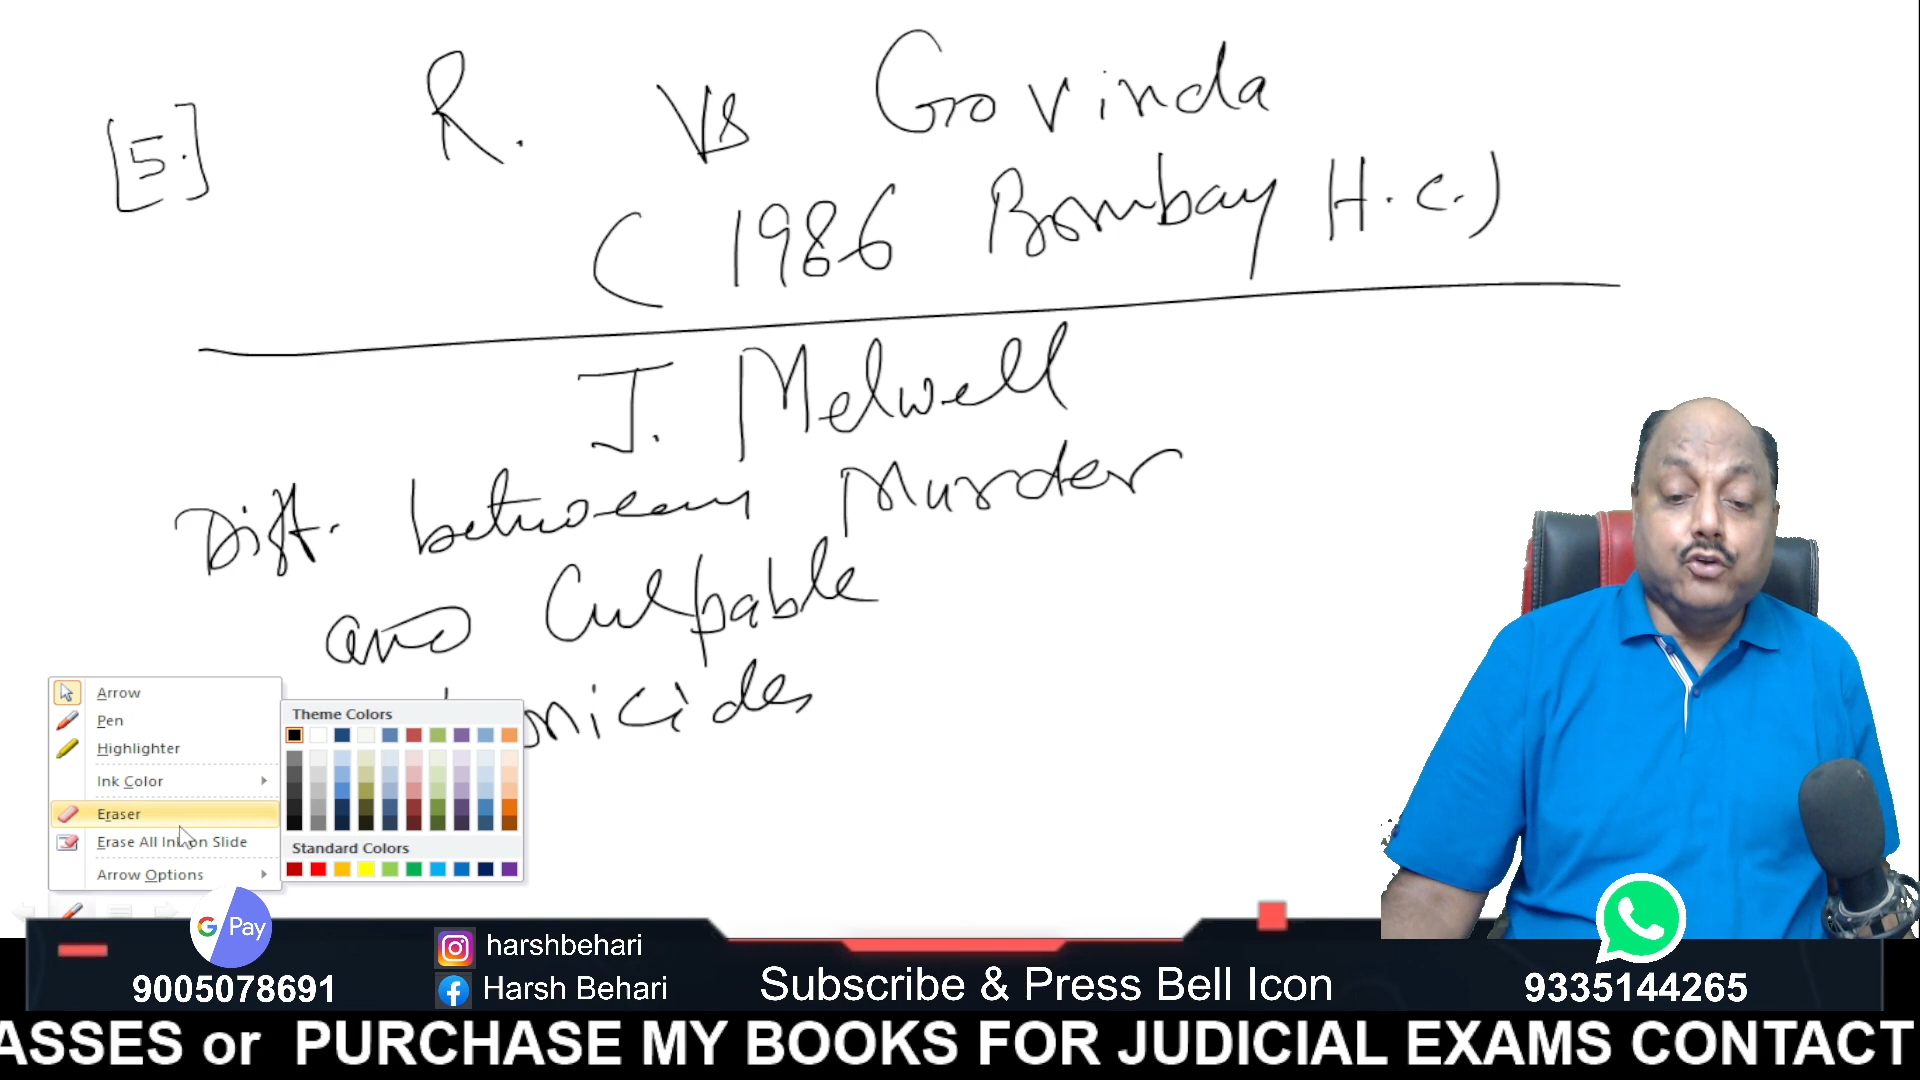 [5.] R. Vs Govinda
(1986 Bombay H.C.)
J. Melwell
Diff. between Murder
and Culpable
micides
Arrow
Pen
Highlighter
Ink Color
Eraser
Erase All Ink on Slide
Arrow Options
Theme Colors
Standard Colors
G Pay
9005078691
harshbehari
Harsh Behari
Subscribe & Press Bell Icon
9335144265
ASSES or PURCHASE MY BOOKS FOR JUDICIAL EXAMS CONTACT